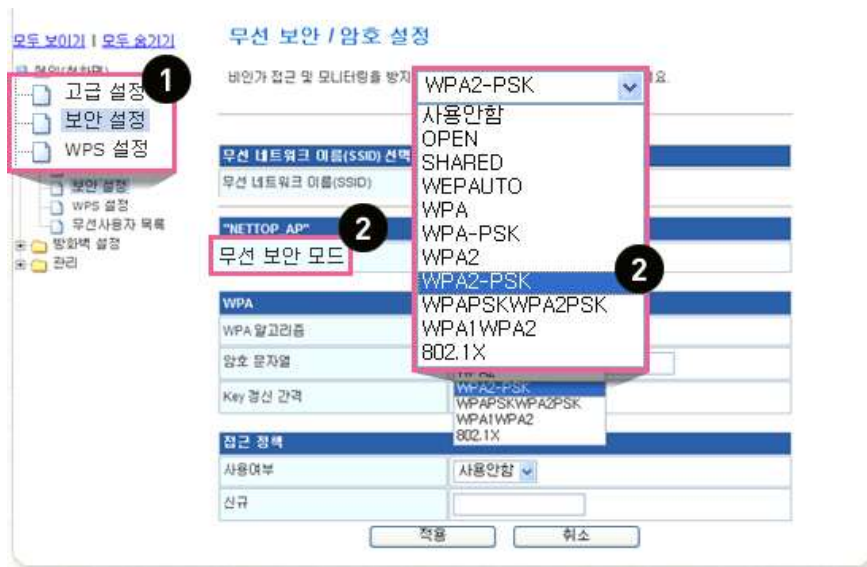 모두 보이기 | 모두 숨기기
무선 보안 / 암호 설정
비인가 접근 및 모니터링을 방지
요.
1
고급 설정
보안 설정
WPS 설정
보안 설정
WPS 설정
무선사용자 목록
방화벽 설정
관리
WPA2-PSK
사용안함
OPEN
SHARED
WEPAUTO
WPA
WPA-PSK
WPA2
WPA2-PSK
WPAPSKWPA2PSK
WPA1WPA2
802.1X
2
무선 네트워크 이름(SSID) 선택
무선 네트워크 이름(SSID)
"NETTOP_AP"
2
무선 보안 모드
WPA
WPA 알고리즘
암호 문자열
Key 갱신 간격
WPA2-PSK
WPAPSKWPA2PSK
WPA1WPA2
802.1X
접근 정책
사용여부
사용안함
신규
적용
취소